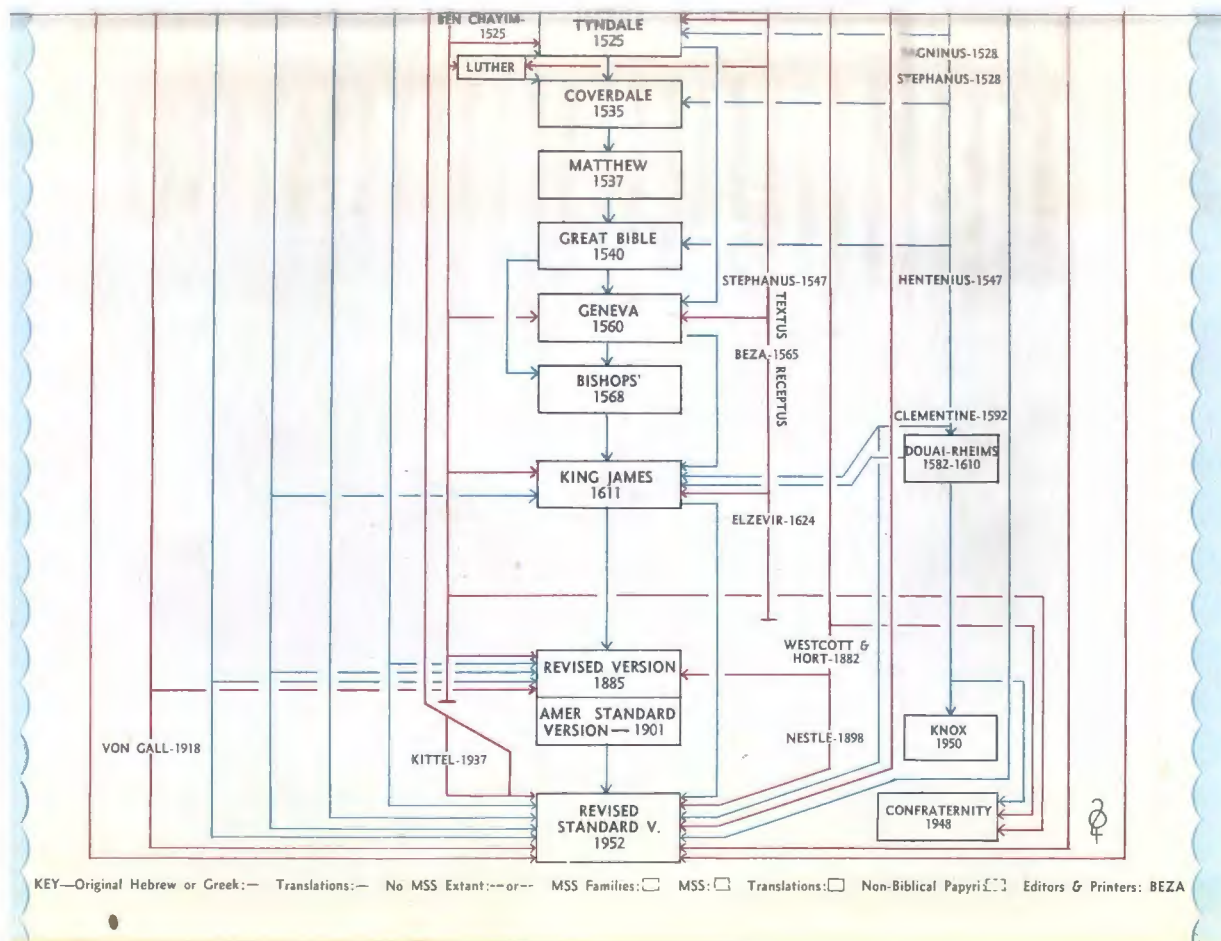 BEN CHAYIM-
1525
TYNDALE
1525
LUTHER
STEPHANUS-1528
COVERDALE
1535
MATTHEW
1537
GREAT BIBLE
1540
STEPHANUS-1547
HENTENIUS-1547
GENEVA
1560
TEXTUS RECEPTUS
BEZA-1565
BISHOPS'
1568
CLEMENTINE-1592
DOUAI-RHEIMS
1582-1610
KING JAMES
1611
ELZEVIR-1624
WESTCOTT &
HORT-1882
REVISED VERSION
1885
AMER STANDARD
VERSION—1901
KNOX
1950
VON GALL-1918
KITTEL-1937
NESTLE-1898
REVISED
STANDARD V.
1952
CONFRATERNITY
1948
KEY—Original Hebrew or Greek:— Translations:— No MSS Extant:--or-- MSS Families: MSS: Translations: Non-Biblical Papyri: Editors & Printers: BEZA